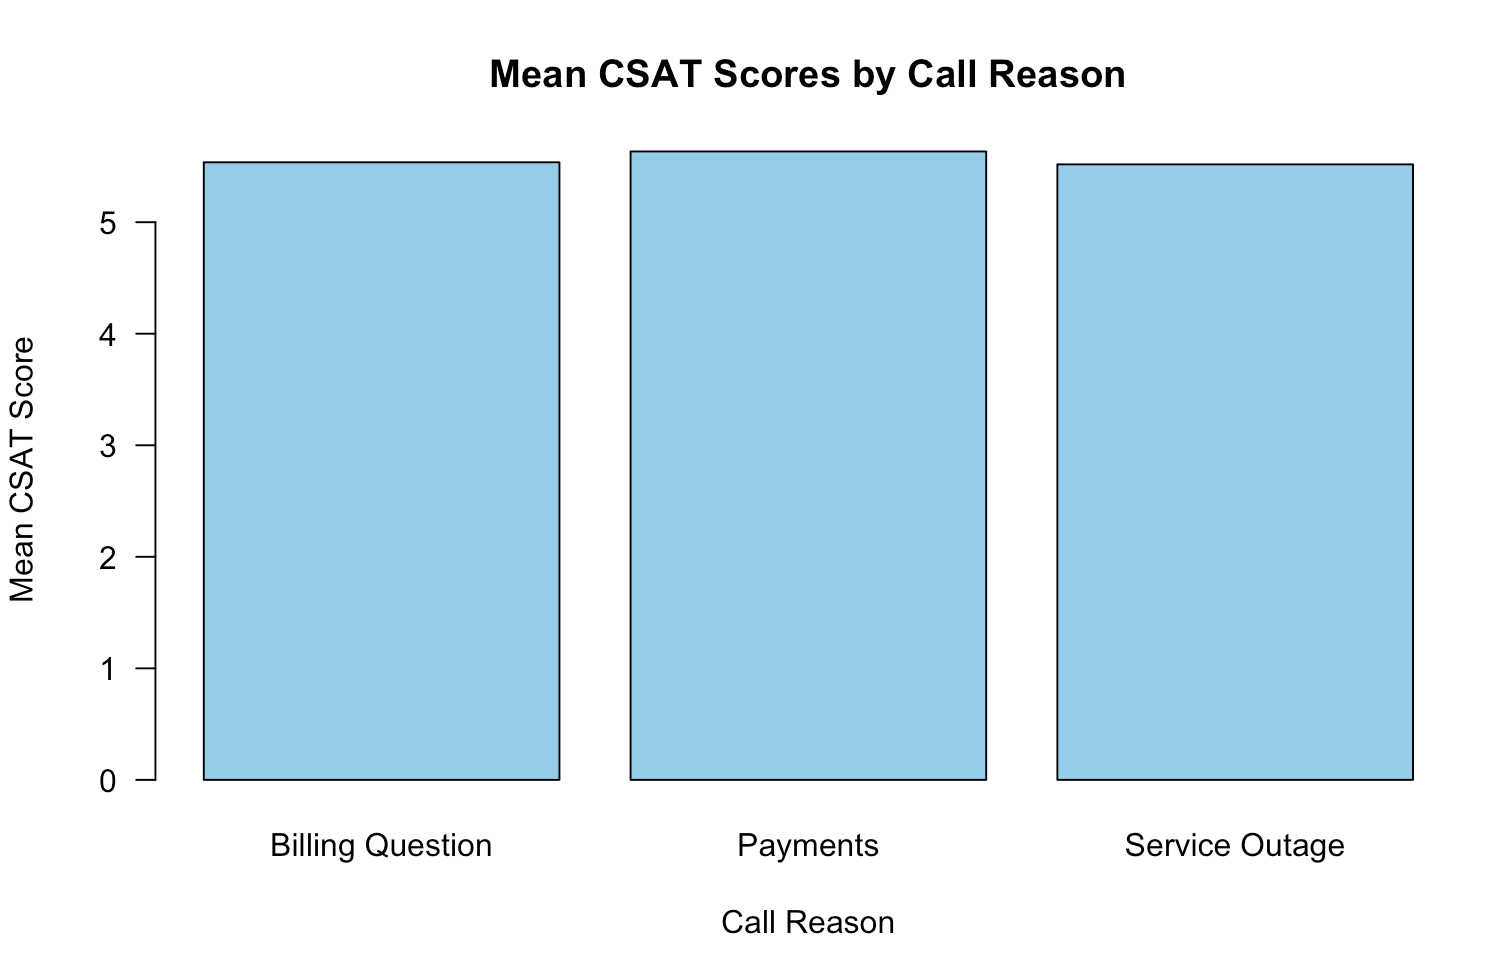 Mean CSAT Scores by Call Reason
Mean CSAT Score
5
4
3
2
1
0
Billing Question
Payments
Service Outage
Call Reason